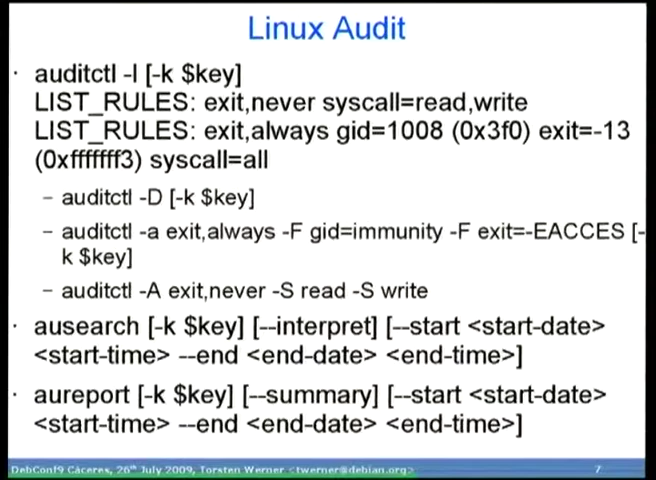 Linux Audit
· auditctl -l [-k $key]
LIST_RULES: exit,never syscall=read,write
LIST_RULES: exit,always gid=1008 (0x3f0) exit=-13
(0xfffffff3) syscall=all
– auditctl -D [-k $key]
– auditctl -a exit,always -F gid=immunity -F exit=-EACCES [-
k $key]
– auditctl -A exit,never -S read -S write
· ausearch [-k $key] [--interpret] [--start <start-date>
<start-time> --end <end-date> <end-time>]
· aureport [-k $key] [--summary] [--start <start-date>
<start-time> --end <end-date> <end-time>]
DebConf9 Cáceres, 26th July 2009, Torsten Werner <twerner@debian.org> 7